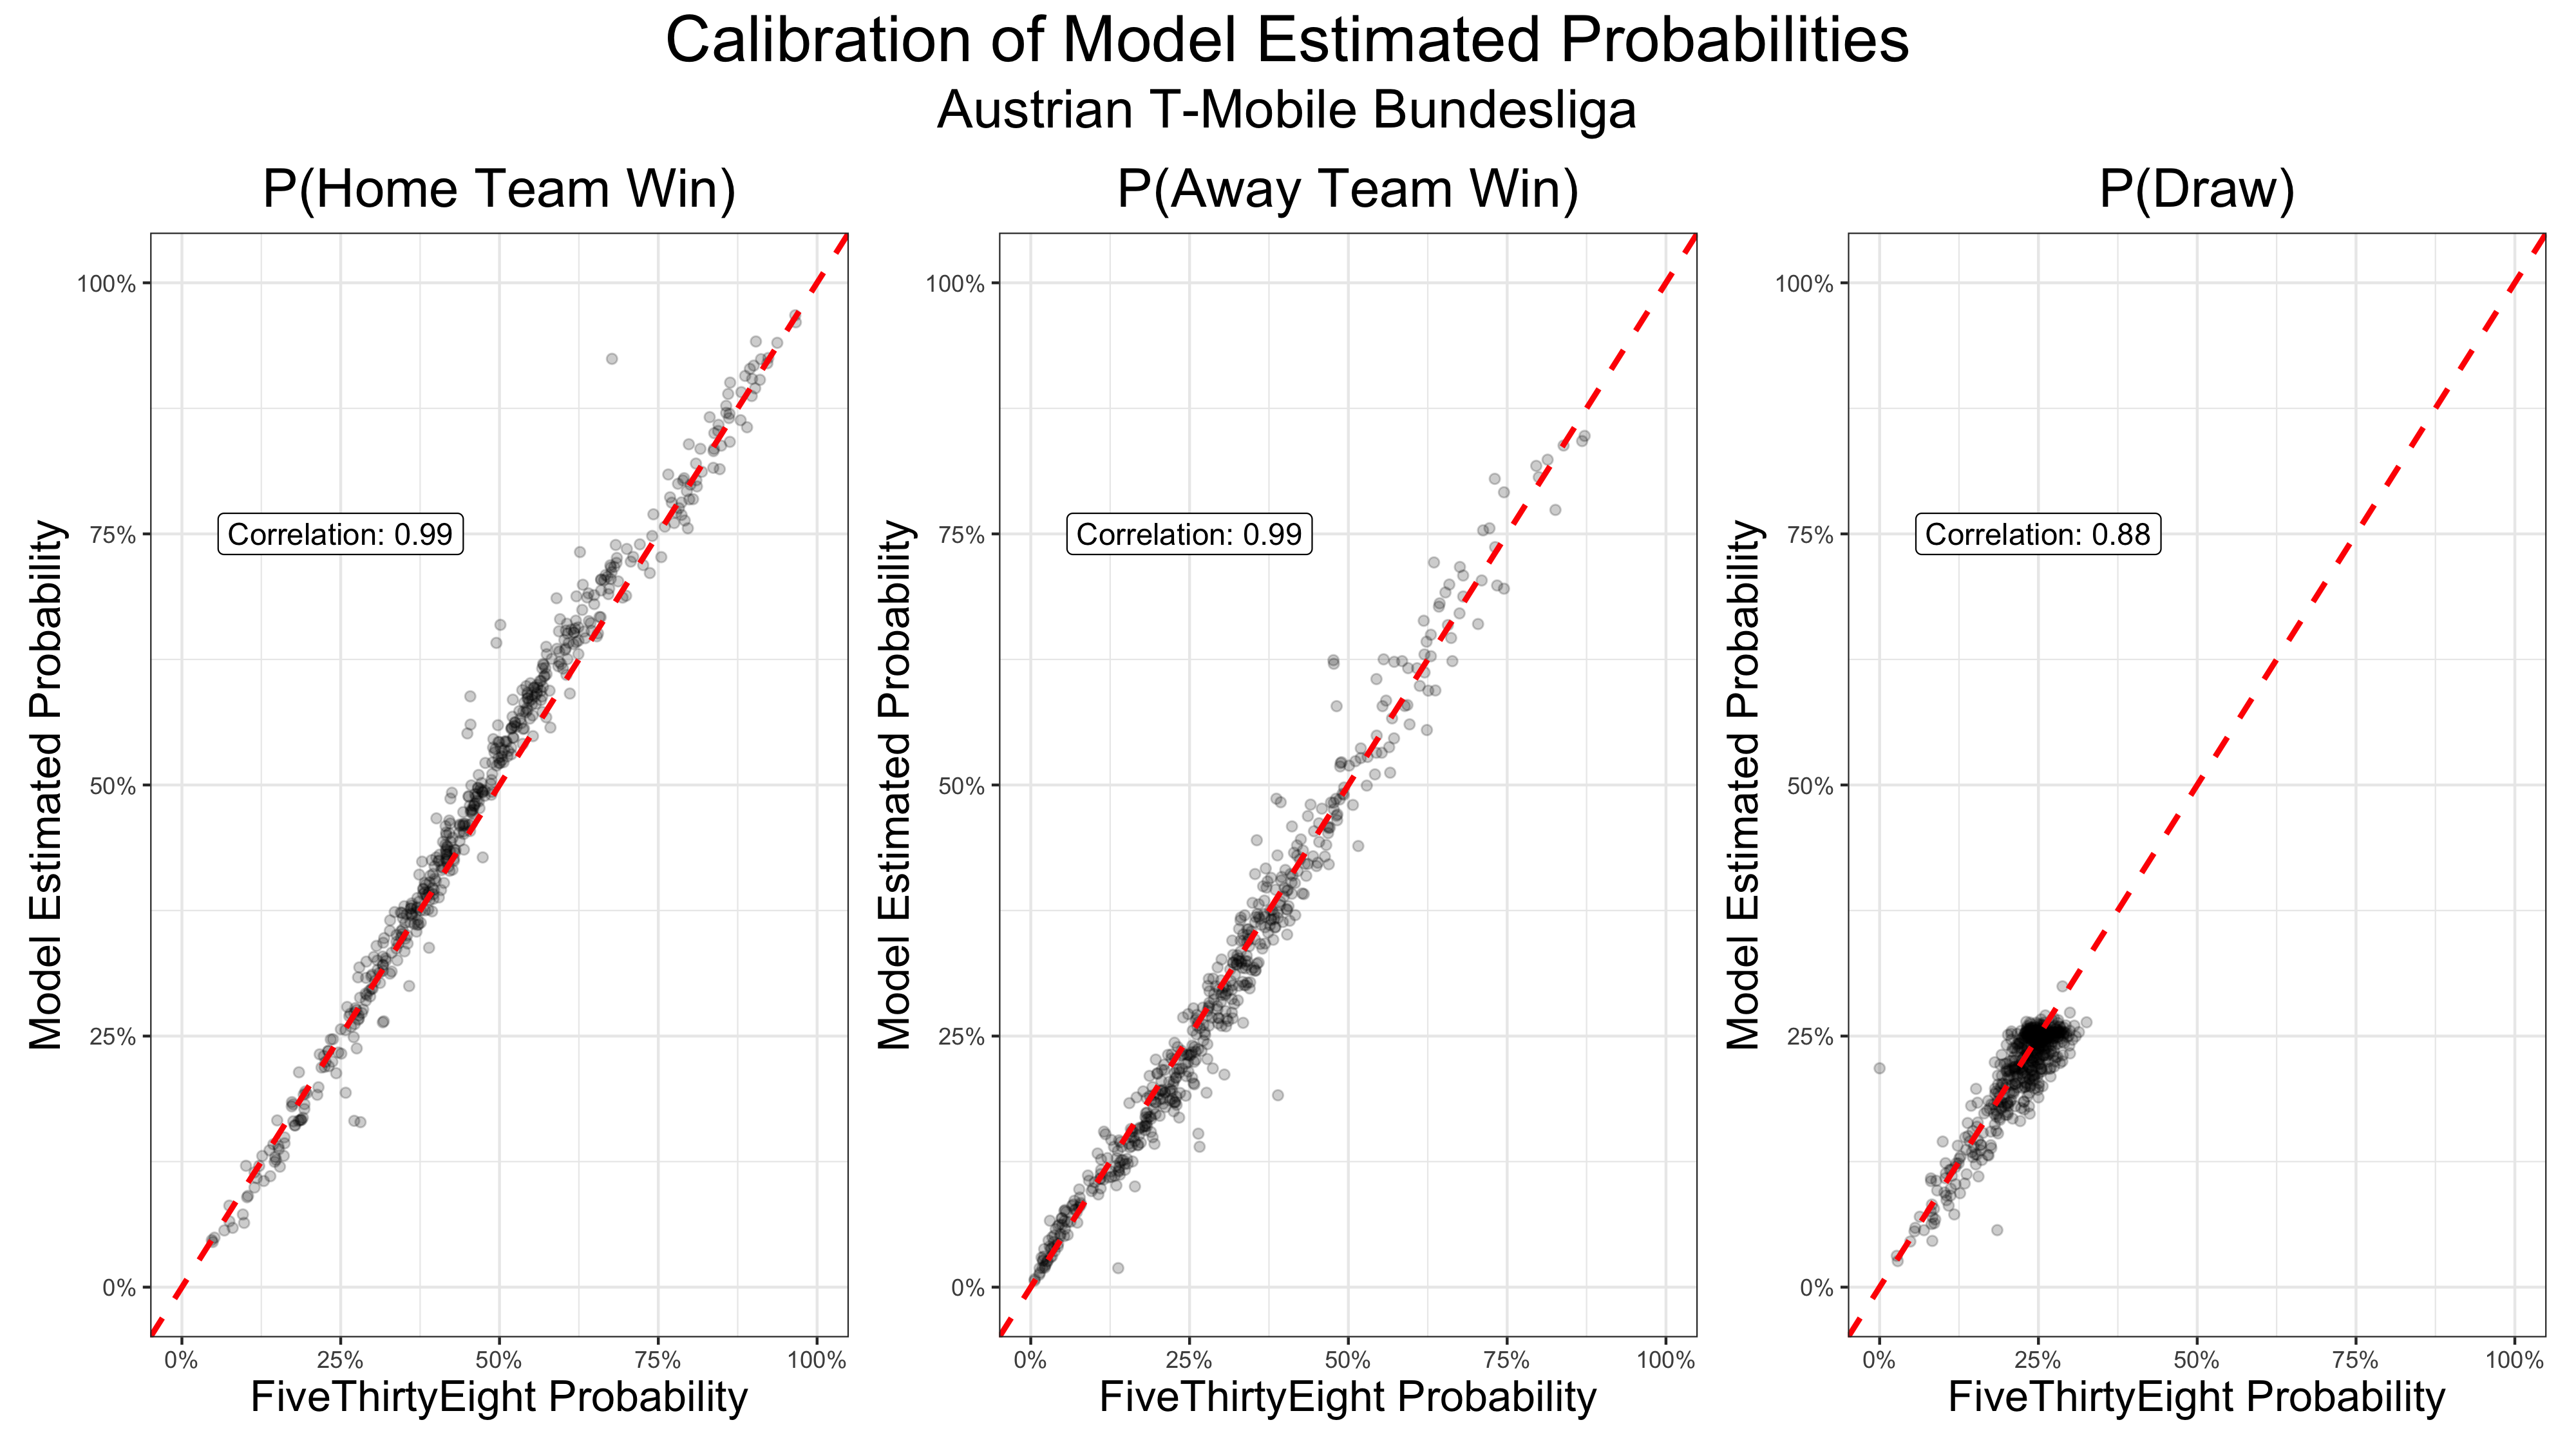 Calibration of Model Estimated Probabilities
Austrian T-Mobile Bundesliga
P(Home Team Win)
Model Estimated Probability
100%
75%
50%
25%
0%
Correlation: 0.99
0% 25% 50% 75% 100%
FiveThirtyEight Probability
P(Away Team Win)
Model Estimated Probability
100%
75%
50%
25%
0%
Correlation: 0.99
0% 25% 50% 75% 100%
FiveThirtyEight Probability
P(Draw)
Model Estimated Probability
100%
75%
50%
25%
0%
Correlation: 0.88
0% 25% 50% 75% 100%
FiveThirtyEight Probability